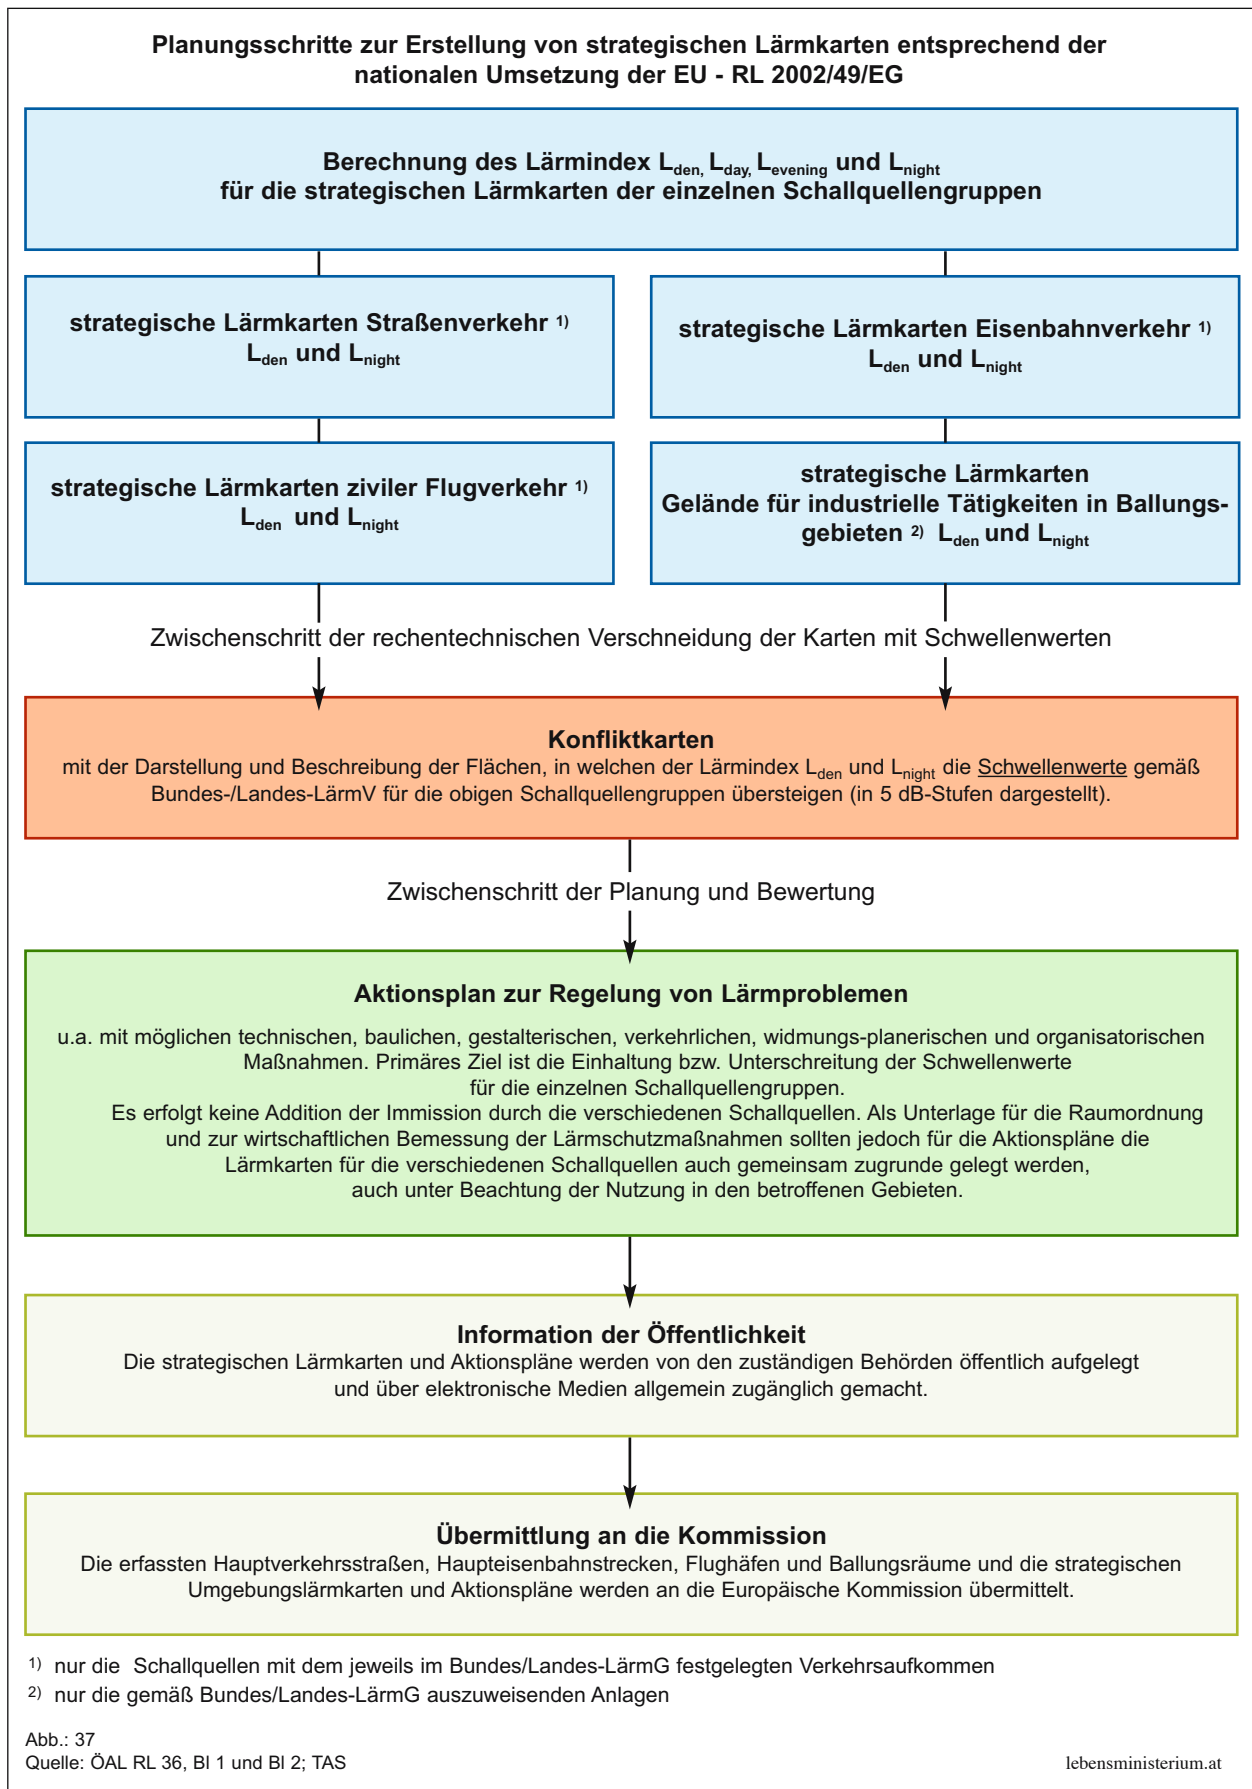 Planungsschritte zur Erstellung von strategischen Lärmkarten entsprechend der
nationalen Umsetzung der EU - RL 2002/49/EG
Berechnung des Lärmindex Lden, Lday, Levening und Lnight
für die strategischen Lärmkarten der einzelnen Schallquellengruppen
strategische Lärmkarten Straßenverkehr 1)
Lden und Lnight
strategische Lärmkarten Eisenbahnverkehr 1)
Lden und Lnight
strategische Lärmkarten ziviler Flugverkehr 1)
Lden und Lnight
strategische Lärmkarten
Gelände für industrielle Tätigkeiten in Ballungs-
gebieten 2) Lden und Lnight
Zwischenschritt der rechentechnischen Verschneidung der Karten mit Schwellenwerten
Konfliktkarten
mit der Darstellung und Beschreibung der Flächen, in welchen der Lärmindex Lden und Lnight die Schwellenwerte gemäß
Bundes-/Landes-LärmV für die obigen Schallquellengruppen übersteigen (in 5 dB-Stufen dargestellt).
Zwischenschritt der Planung und Bewertung
Aktionsplan zur Regelung von Lärmproblemen
u.a. mit möglichen technischen, baulichen, gestalterischen, verkehrlichen, widmungs-planerischen und organisatorischen
Maßnahmen. Primäres Ziel ist die Einhaltung bzw. Unterschreitung der Schwellenwerte
für die einzelnen Schallquellengruppen.
Es erfolgt keine Addition der Immission durch die verschiedenen Schallquellen. Als Unterlage für die Raumordnung
und zur wirtschaftlichen Bemessung der Lärmschutzmaßnahmen sollten jedoch für die Aktionspläne die
Lärmkarten für die verschiedenen Schallquellen auch gemeinsam zugrunde gelegt werden,
auch unter Beachtung der Nutzung in den betroffenen Gebieten.
Information der Öffentlichkeit
Die strategischen Lärmkarten und Aktionspläne werden von den zuständigen Behörden öffentlich aufgelegt
und über elektronische Medien allgemein zugänglich gemacht.
Übermittlung an die Kommission
Die erfassten Hauptverkehrsstraßen, Haupteisenbahnstrecken, Flughäfen und Ballungsräume und die strategischen
Umgebungslärmkarten und Aktionspläne werden an die Europäische Kommission übermittelt.
1) nur die Schallquellen mit dem jeweils im Bundes/Landes-LärmG festgelegten Verkehrsaufkommen
2) nur die gemäß Bundes/Landes-LärmG auszuweisenden Anlagen
Abb.: 37
Quelle: ÖAL RL 36, Bl 1 und Bl 2; TAS
lebensministerium.at